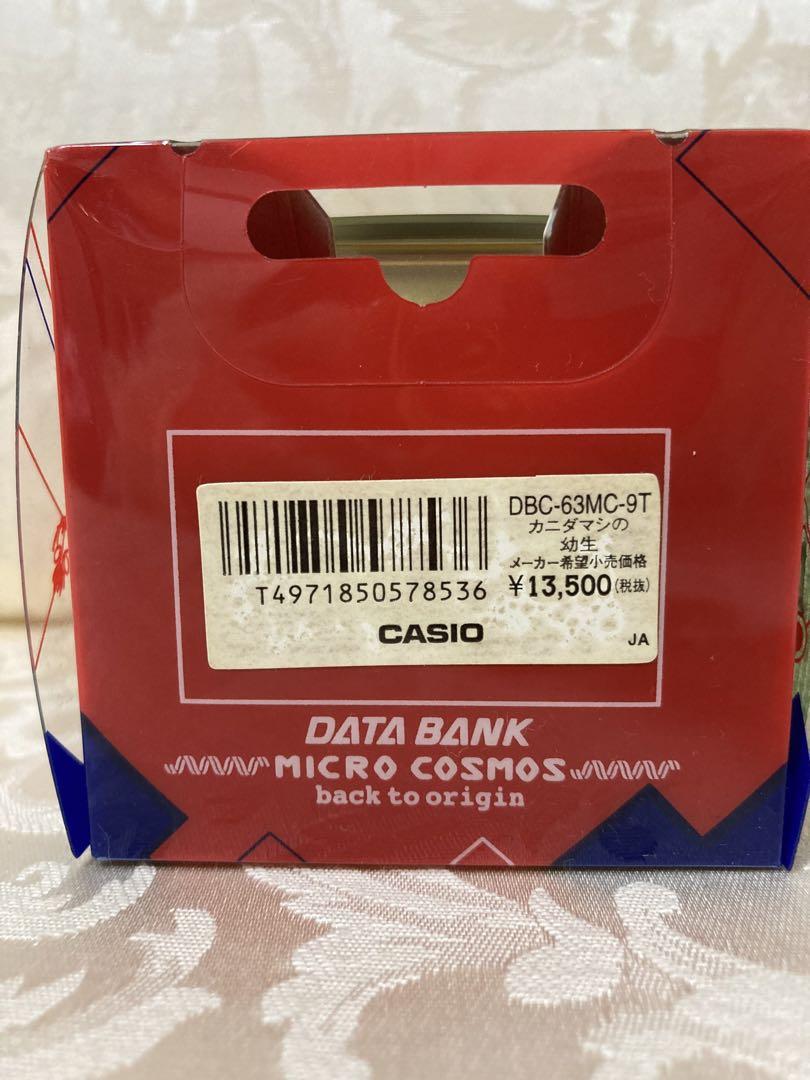 DBC-63MC-9T
カニダマシの
幼生
メーカー希望小売価格
¥13,500(税抜)
T4971850578536
CASIO
JA
DATA BANK
MICRO COSMOS
back to origin